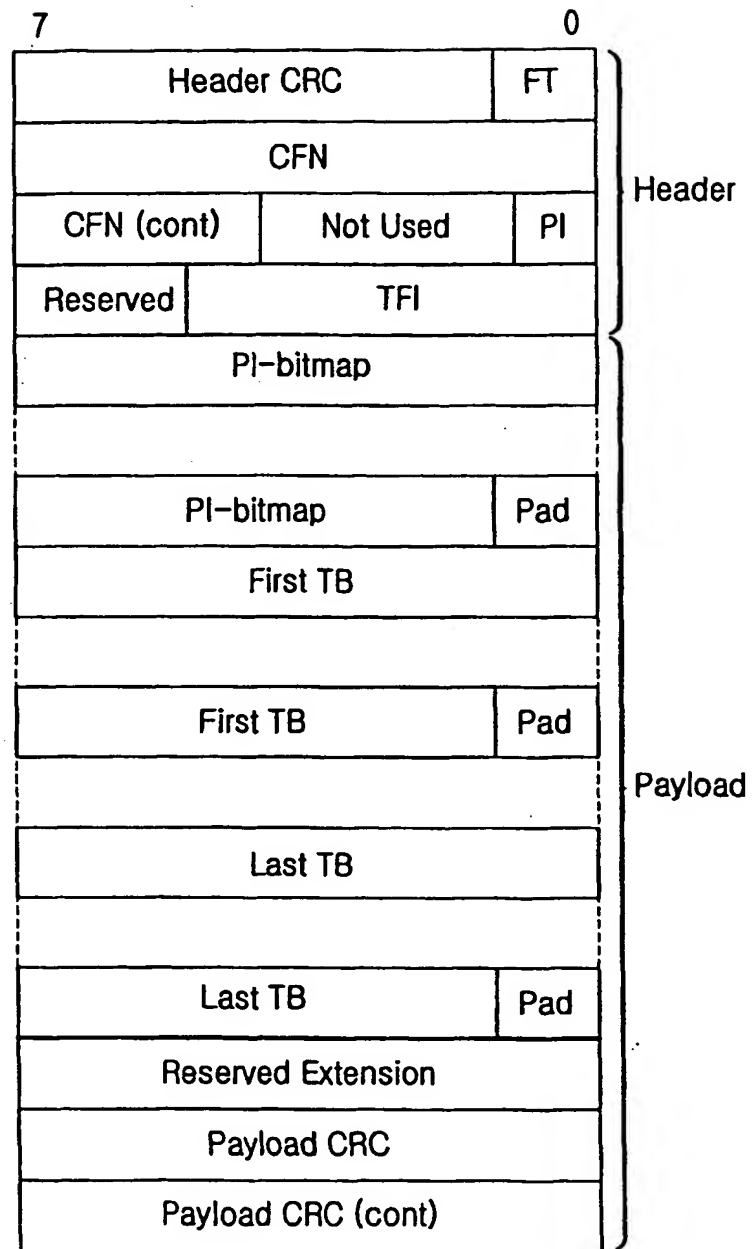 7 0
Header CRC FT
CFN
Header
CFN (cont) Not Used PI
Reserved TFI
PI-bitmap
PI-bitmap Pad
First TB
First TB Pad
Payload
Last TB
Last TB Pad
Reserved Extension
Payload CRC
Payload CRC (cont)